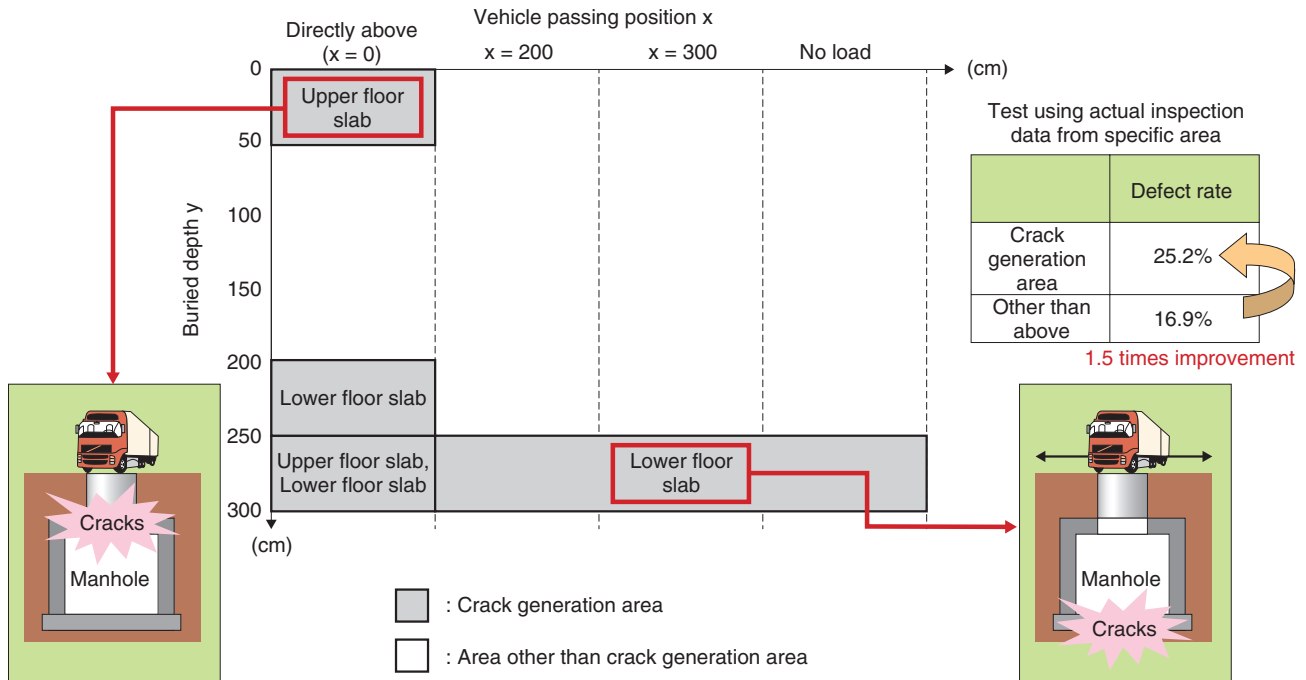 Vehicle passing position x
Directly above
(x = 0)
x = 200
x = 300
No load
(cm)
0
50
100
150
200
250
300
(cm)
Buried depth y
Upper floor
slab
Lower floor slab
Upper floor slab,
Lower floor slab
Lower floor
slab
Test using actual inspection
data from specific area
Defect rate
Crack
generation
area
25.2%
Other than
above
16.9%
1.5 times improvement
Cracks
Manhole
Manhole
Cracks
: Crack generation area
: Area other than crack generation area